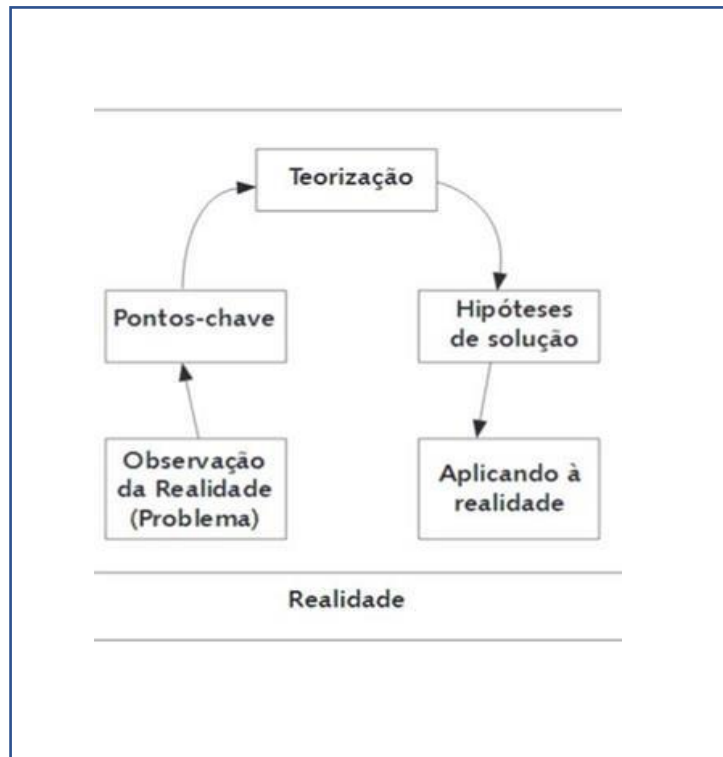 Teorização
Pontos-chave
Hipóteses
de solução
Observação
da Realidade
(Problema)
Aplicando à
realidade
Realidade